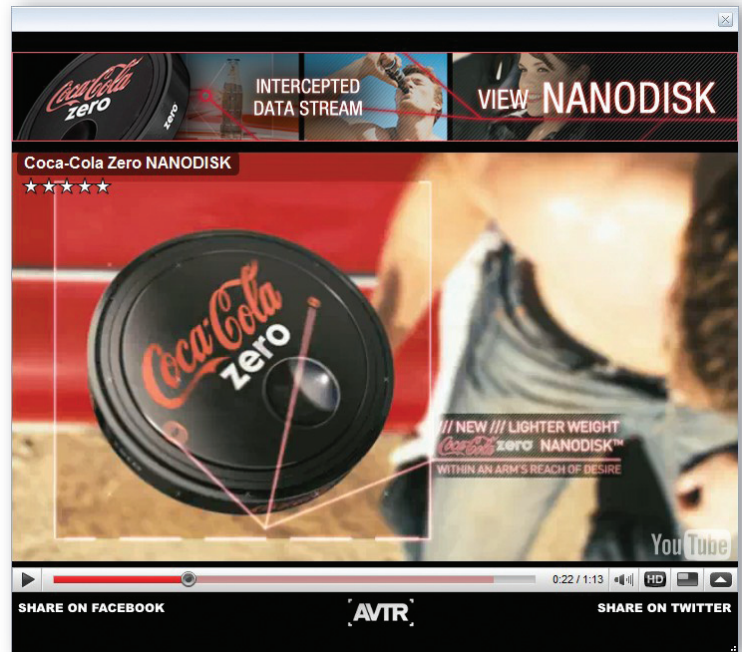 Coca-Cola
zero
zero
INTERCEPTED
DATA STREAM
VIEW NANODISK
Coca-Cola Zero NANODISK
Coca-Cola
zero
/// NEW /// LIGHTER WEIGHT
Coca-Cola zero NANODISK™
WITHIN AN ARM'S REACH OF DESIRE
YouTube
0:22 / 1:13
HD
SHARE ON FACEBOOK
AVTR
SHARE ON TWITTER